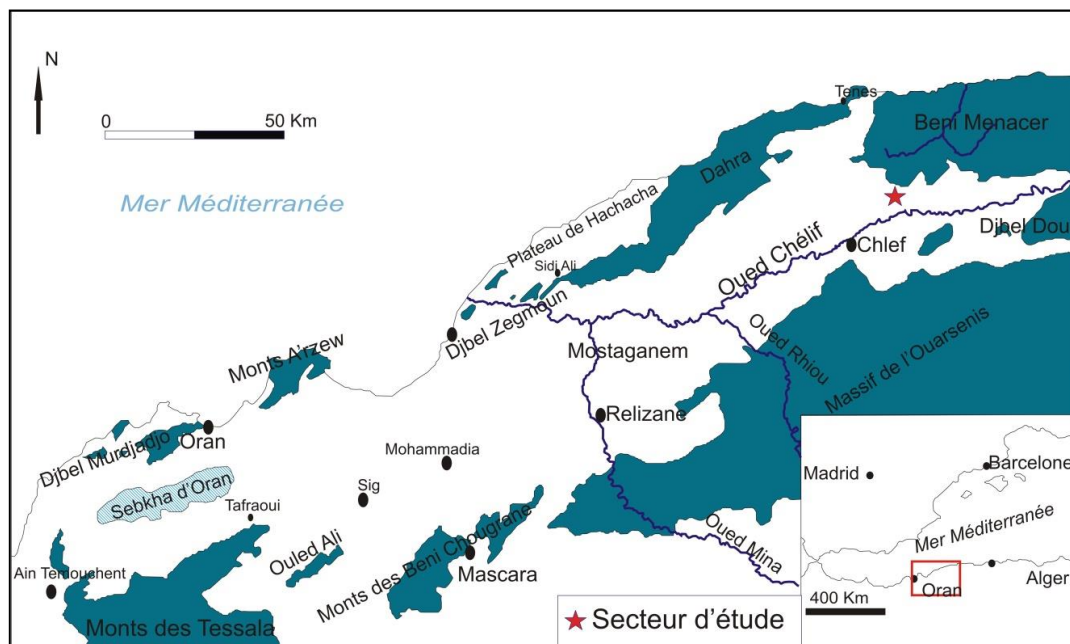 N
0 50 Km
Mer Méditerranée
Tenes
Beni Menacer
Dahra
Plateau de Hachacha
Sidi Ali
Oued Chélif
Chlef
Djbel Dou
Djbel Zegmoun
Mostaganem
Oued Rhiou
Massif de l'Ouarsenis
Monts A'rzew
Relizane
Djbel Murdjadjo
Oran
Mohammadia
Sebkha d'Oran
Sig
Tafraoui
Ouled Ali
Monts des Beni Chougrane
Mascara
Oued Mina
Ain Temoushent
Monts des Tessala
Secteur d'étude
Madrid
Barcelone
Mer Méditerranée
Alger
Oran
400 Km